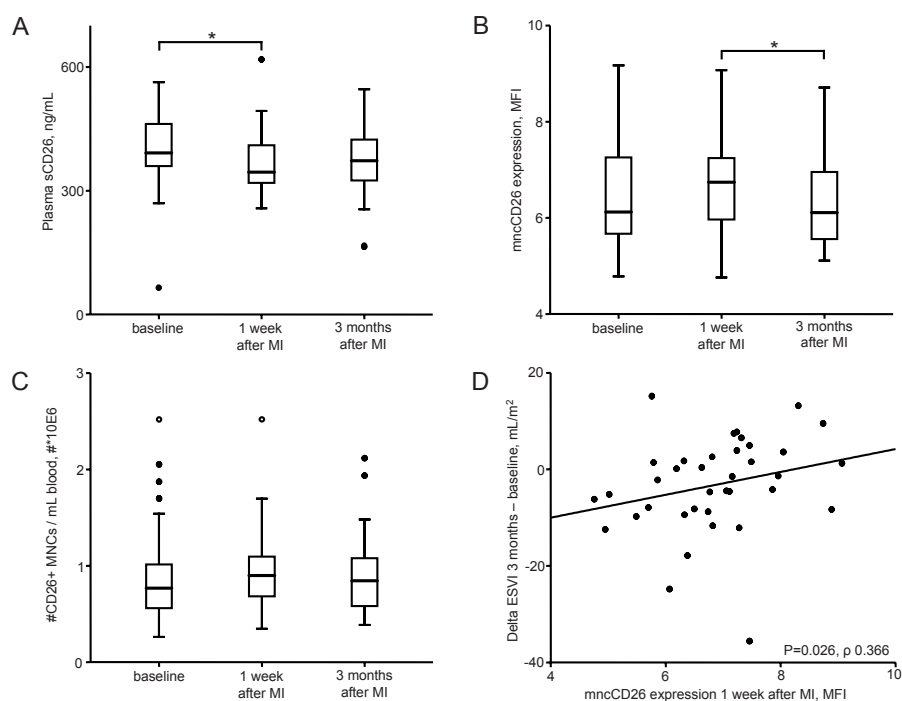 A
Plasma sCD26, ng/mL
600
300
0
*
baseline
1 week
after MI
3 months
after MI
B
mncCD26 expression, MFI
10
8
6
4
*
baseline
1 week
after MI
3 months
after MI
C
#CD26+ MNCs / mL blood, #*10E6
3
2
1
0
baseline
1 week
after MI
3 months
after MI
D
Delta ESVI 3 months – baseline, mL/m²
20
0
-20
-40
P=0.026, ρ 0.366
4
6
8
10
mncCD26 expression 1 week after MI, MFI